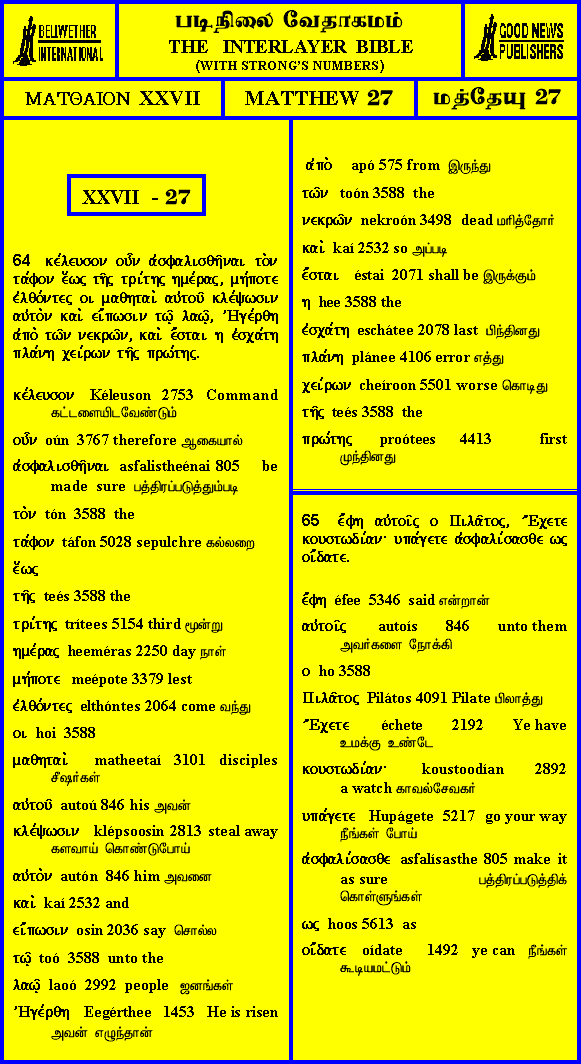 BELLWETHER
INTERNATIONAL
படிநிலை வேதாகமம்
THE INTERLAYER BIBLE
(WITH STRONG'S NUMBERS)
GOOD NEWS
PUBLISHERS
ΜΑΤΘΑΙΟΝ XXVII
MATTHEW 27
மத்தேயு 27
XXVII - 27
64 κέλευσον οὖν ἀσφαλισθῆναι τὸν
τάφον ἕως τῆς τρίτης ημέρας, μήποτε
ἐλθόντες οι μαθηταὶ αὐτοῦ κλέψωσιν
αὐτὸν καὶ εἴπωσιν τῷ λαῷ, Ἠγέρθη
ἀπὸ τῶν νεκρῶν, καὶ ἔσται η ἐσχάτη
πλάνη χείρων τῆς πρώτης.
κέλευσον Kéleuson 2753 Command
கட்டளையிடவேண்டும்
οὖν oún 3767 therefore ஆகையால்
ἀσφαλισθῆναι asfalistheénai 805 be
made sure பத்திரப்படுத்தும்படி
τὸν tón 3588 the
τάφον táfon 5028 sepulchre கல்லறை
ἕως
τῆς teés 3588 the
τρίτης trítees 5154 third மூன்று
ημέρας heeméras 2250 day நாள்
μήποτε meépote 3379 lest
ἐλθόντες elthóntes 2064 come வந்து
οι hoi 3588
μαθηταὶ matheetaí 3101 disciples
சீஷர்கள்
αὐτοῦ autoú 846 his அவன்
κλέψωσιν klépsoosin 2813 steal away
களவாய் கொண்டுபோய்
αὐτὸν autón 846 him அவனை
καὶ kaí 2532 and
εἴπωσιν osin 2036 say சொல்ல
τῷ toó 3588 unto the
λαῷ laoó 2992 people ஜனங்கள்
Ἠγέρθη Eegérthee 1453 He is risen
அவன் எழுந்தான்
ἀπὸ apó 575 from இருந்து
τῶν toón 3588 the
νεκρῶν nekroón 3498 dead மரித்தோர்
καὶ kaí 2532 so அப்படி
ἔσται éstai 2071 shall be இருக்கும்
η hee 3588 the
ἐσχάτη eschátee 2078 last பிந்தினது
πλάνη plánee 4106 error எத்து
χείρων cheíroon 5501 worse கொடிது
τῆς teés 3588 the
πρώτης proótees 4413 first
முந்தினது
65 ἔφη αὐτοῖς ο Πιλᾶτος, Ἔχετε
κουστωδίαν· υπάγετε ἀσφαλίσασθε ως
οἴδατε.
ἔφη éfee 5346 said என்றான்
αὐτοῖς autoís 846 unto them
அவர்களை நோக்கி
ο ho 3588
Πιλᾶτος Pilátos 4091 Pilate பிலாத்து
Ἔχετε échete 2192 Ye have
உமக்கு உண்டே
κουστωδίαν· koustoodían 2892
a watch காவல்சேவகர்
υπάγετε Hupágete 5217 go your way
நீங்கள் போய்
ἀσφαλίσασθε asfalísasthe 805 make it
as sure பத்திரப்படுத்திக்
கொள்ளுங்கள்
ως hoos 5613 as
οἴδατε oídate 1492 ye can நீங்கள்
கூடியமட்டும்